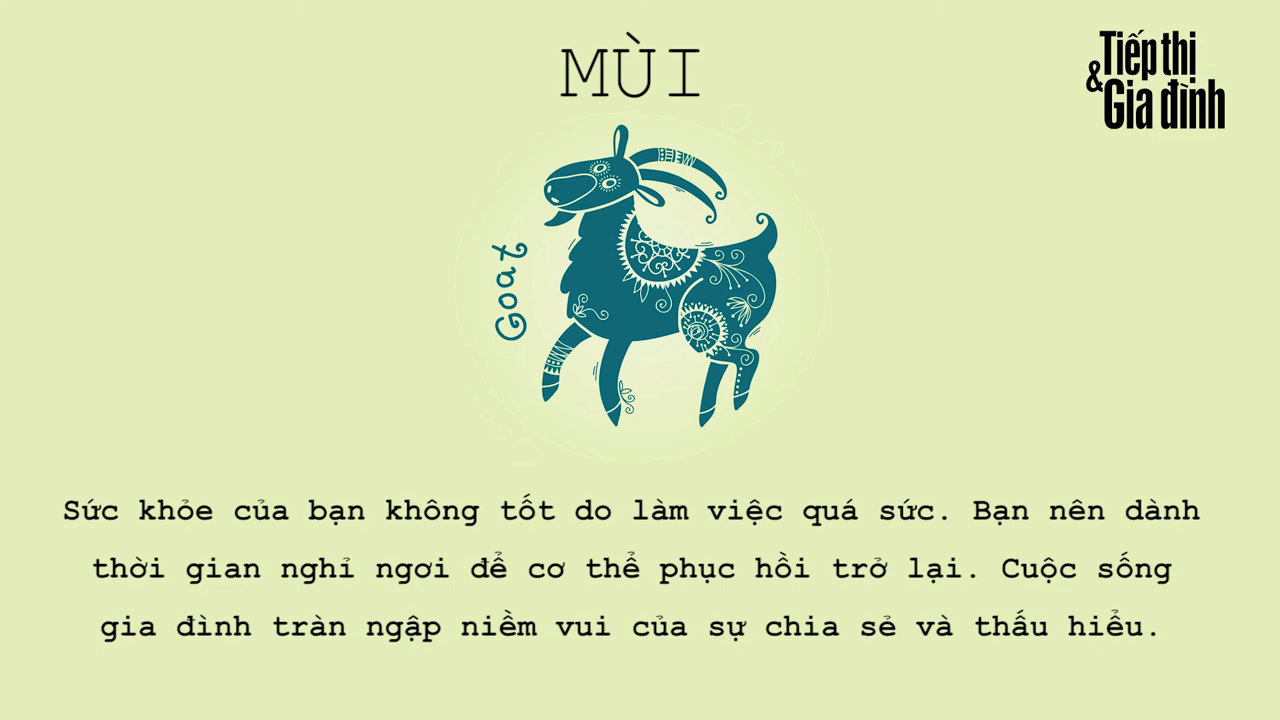 MÙI
Tiếp thị
& Gia đình
Goat
Sức khỏe của bạn không tốt do làm việc quá sức. Bạn nên dành
thời gian nghỉ ngơi để cơ thể phục hồi trở lại. Cuộc sống
gia đình tràn ngập niềm vui của sự chia sẻ và thấu hiểu.